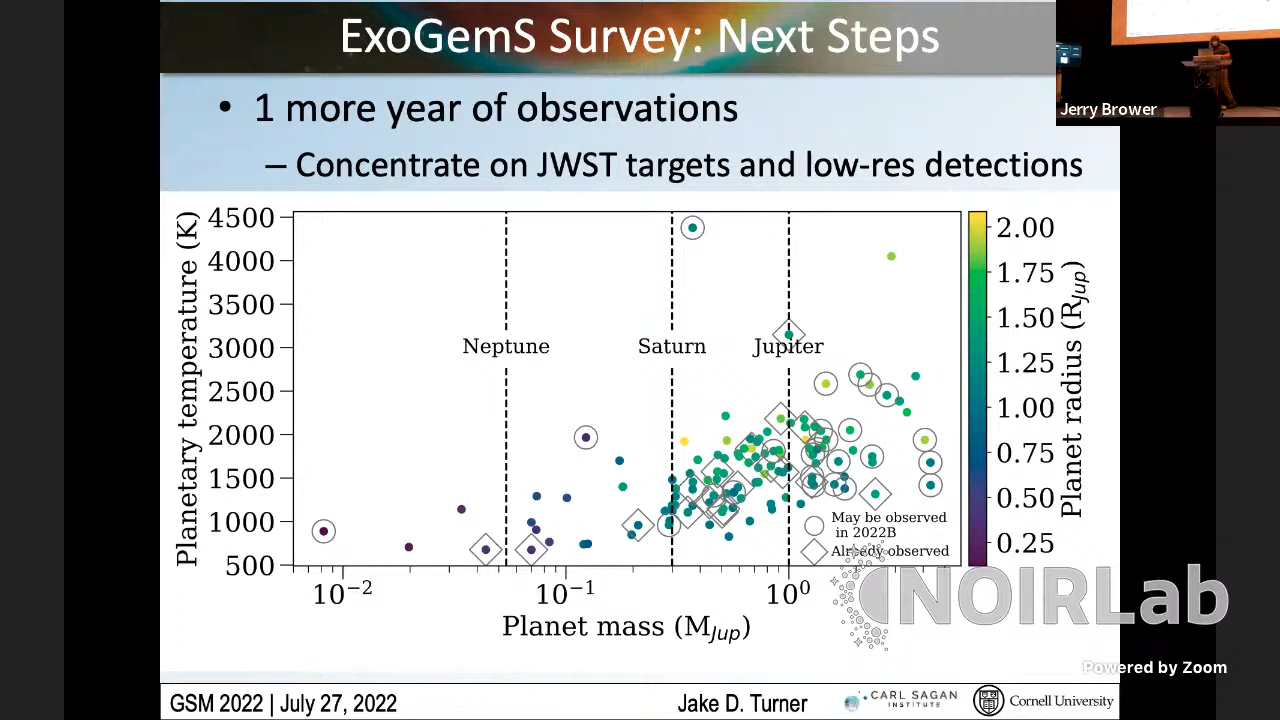 ExoGemS Survey: Next Steps
Jerry Brower
• 1 more year of observations
– Concentrate on JWST targets and low-res detections
Planetary temperature (K)
4500
4000
3500
3000
2500
2000
1500
1000
500
Neptune
Saturn
Jupiter
May be observed
in 2022B
Already observed
10⁻²
10⁻¹
10⁰
Planet mass (M_Jup)
2.00
1.75
1.50
1.25
1.00
0.75
0.50
0.25
Planet radius (R_Jup)
NOIRLab
Powered by Zoom
GSM 2022 | July 27, 2022
Jake D. Turner
CARL SAGAN
INSTITUTE
Cornell University